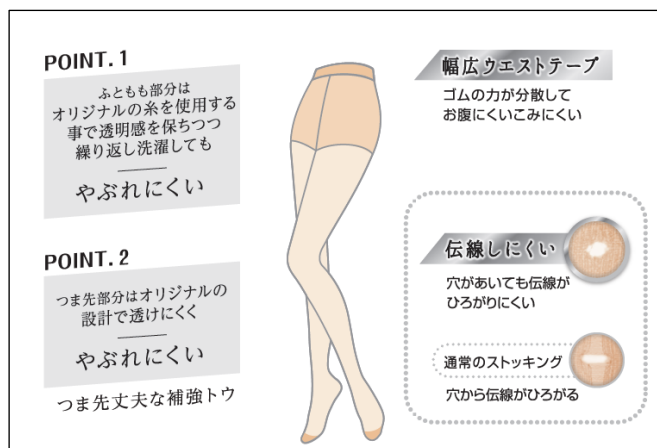 POINT. 1
ふともも部分は
オリジナルの糸を使用する
事で透明感を保ちつつ
繰り返し洗濯しても
やぶれにくい
POINT. 2
つま先部分はオリジナルの
設計で透けにくく
やぶれにくい
つま先丈夫な補強トウ
幅広ウエストテープ
ゴムの力が分散して
お腹にくいこみにくい
伝線しにくい
穴があいても伝線が
ひろがりにくい
通常のストッキング
穴から伝線がひろがる